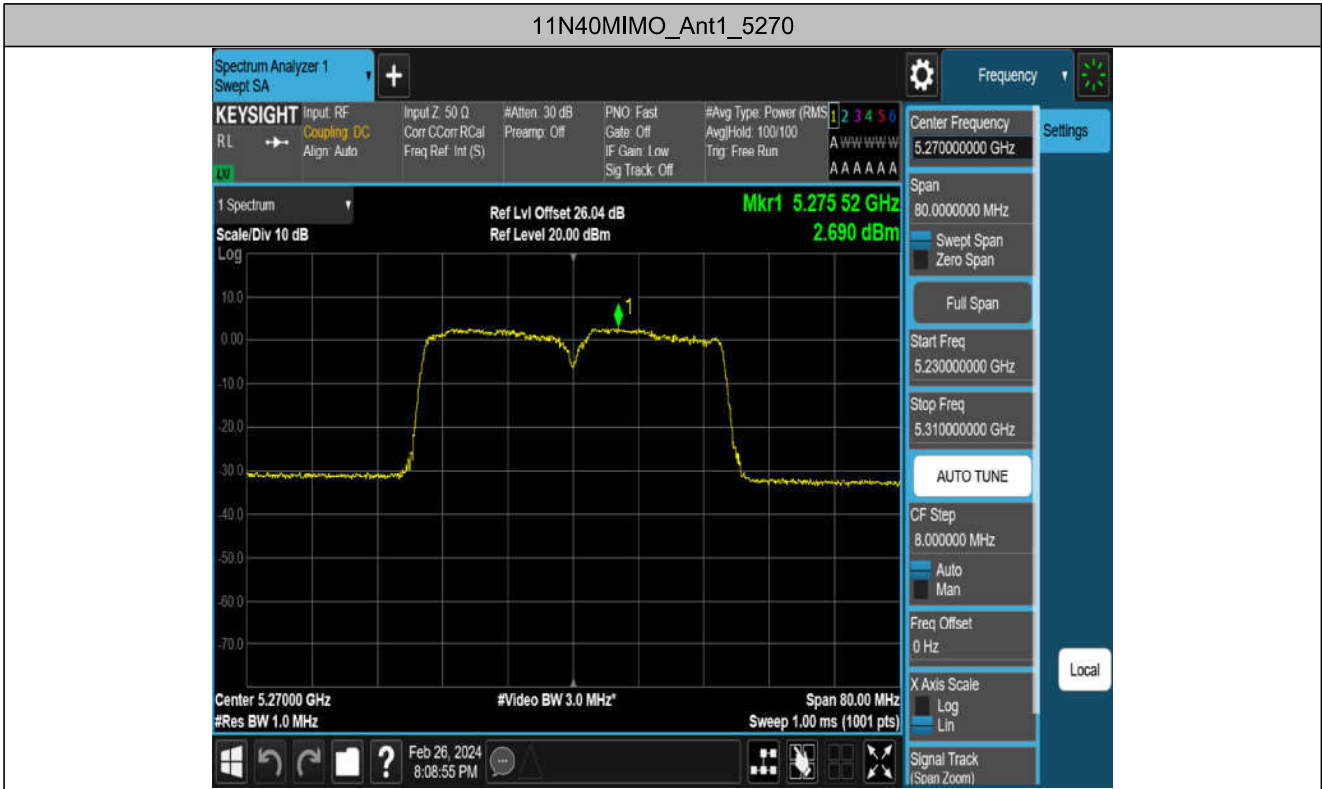 11N40MIMO_Ant1_5270
Spectrum Analyzer 1
Swept SA
+
Frequency
KEYSIGHT
RL
LXI
Input: RF
Coupling: DC
Align: Auto
Input Z: 50 Ω
Corr CCorr RCal
Freq Ref: Int (S)
#Atten: 30 dB
Preamp: Off
PNO: Fast
Gate: Off
IF Gain: Low
Sig Track: Off
#Avg Type: Power (RMS
Avg|Hold: 100/100
Trig: Free Run
1 2 3 4 5 6
A W W W W W
A A A A A A
1 Spectrum
Scale/Div 10 dB
Log
Ref Lvl Offset 26.04 dB
Ref Level 20.00 dBm
Mkr1 5.275 52 GHz
2.690 dBm
10.0
0.00
-10.0
-20.0
-30.0
-40.0
-50.0
-60.0
-70.0
1
Center 5.27000 GHz
#Res BW 1.0 MHz
#Video BW 3.0 MHz*
Span 80.00 MHz
Sweep 1.00 ms (1001 pts)
?
Feb 26, 2024
8:08:55 PM
Center Frequency
5.270000000 GHz
Settings
Span
80.0000000 MHz
Swept Span
Zero Span
Full Span
Start Freq
5.230000000 GHz
Stop Freq
5.310000000 GHz
AUTO TUNE
CF Step
8.000000 MHz
Auto
Man
Freq Offset
0 Hz
X Axis Scale
Log
Lin
Local
Signal Track
(Span Zoom)